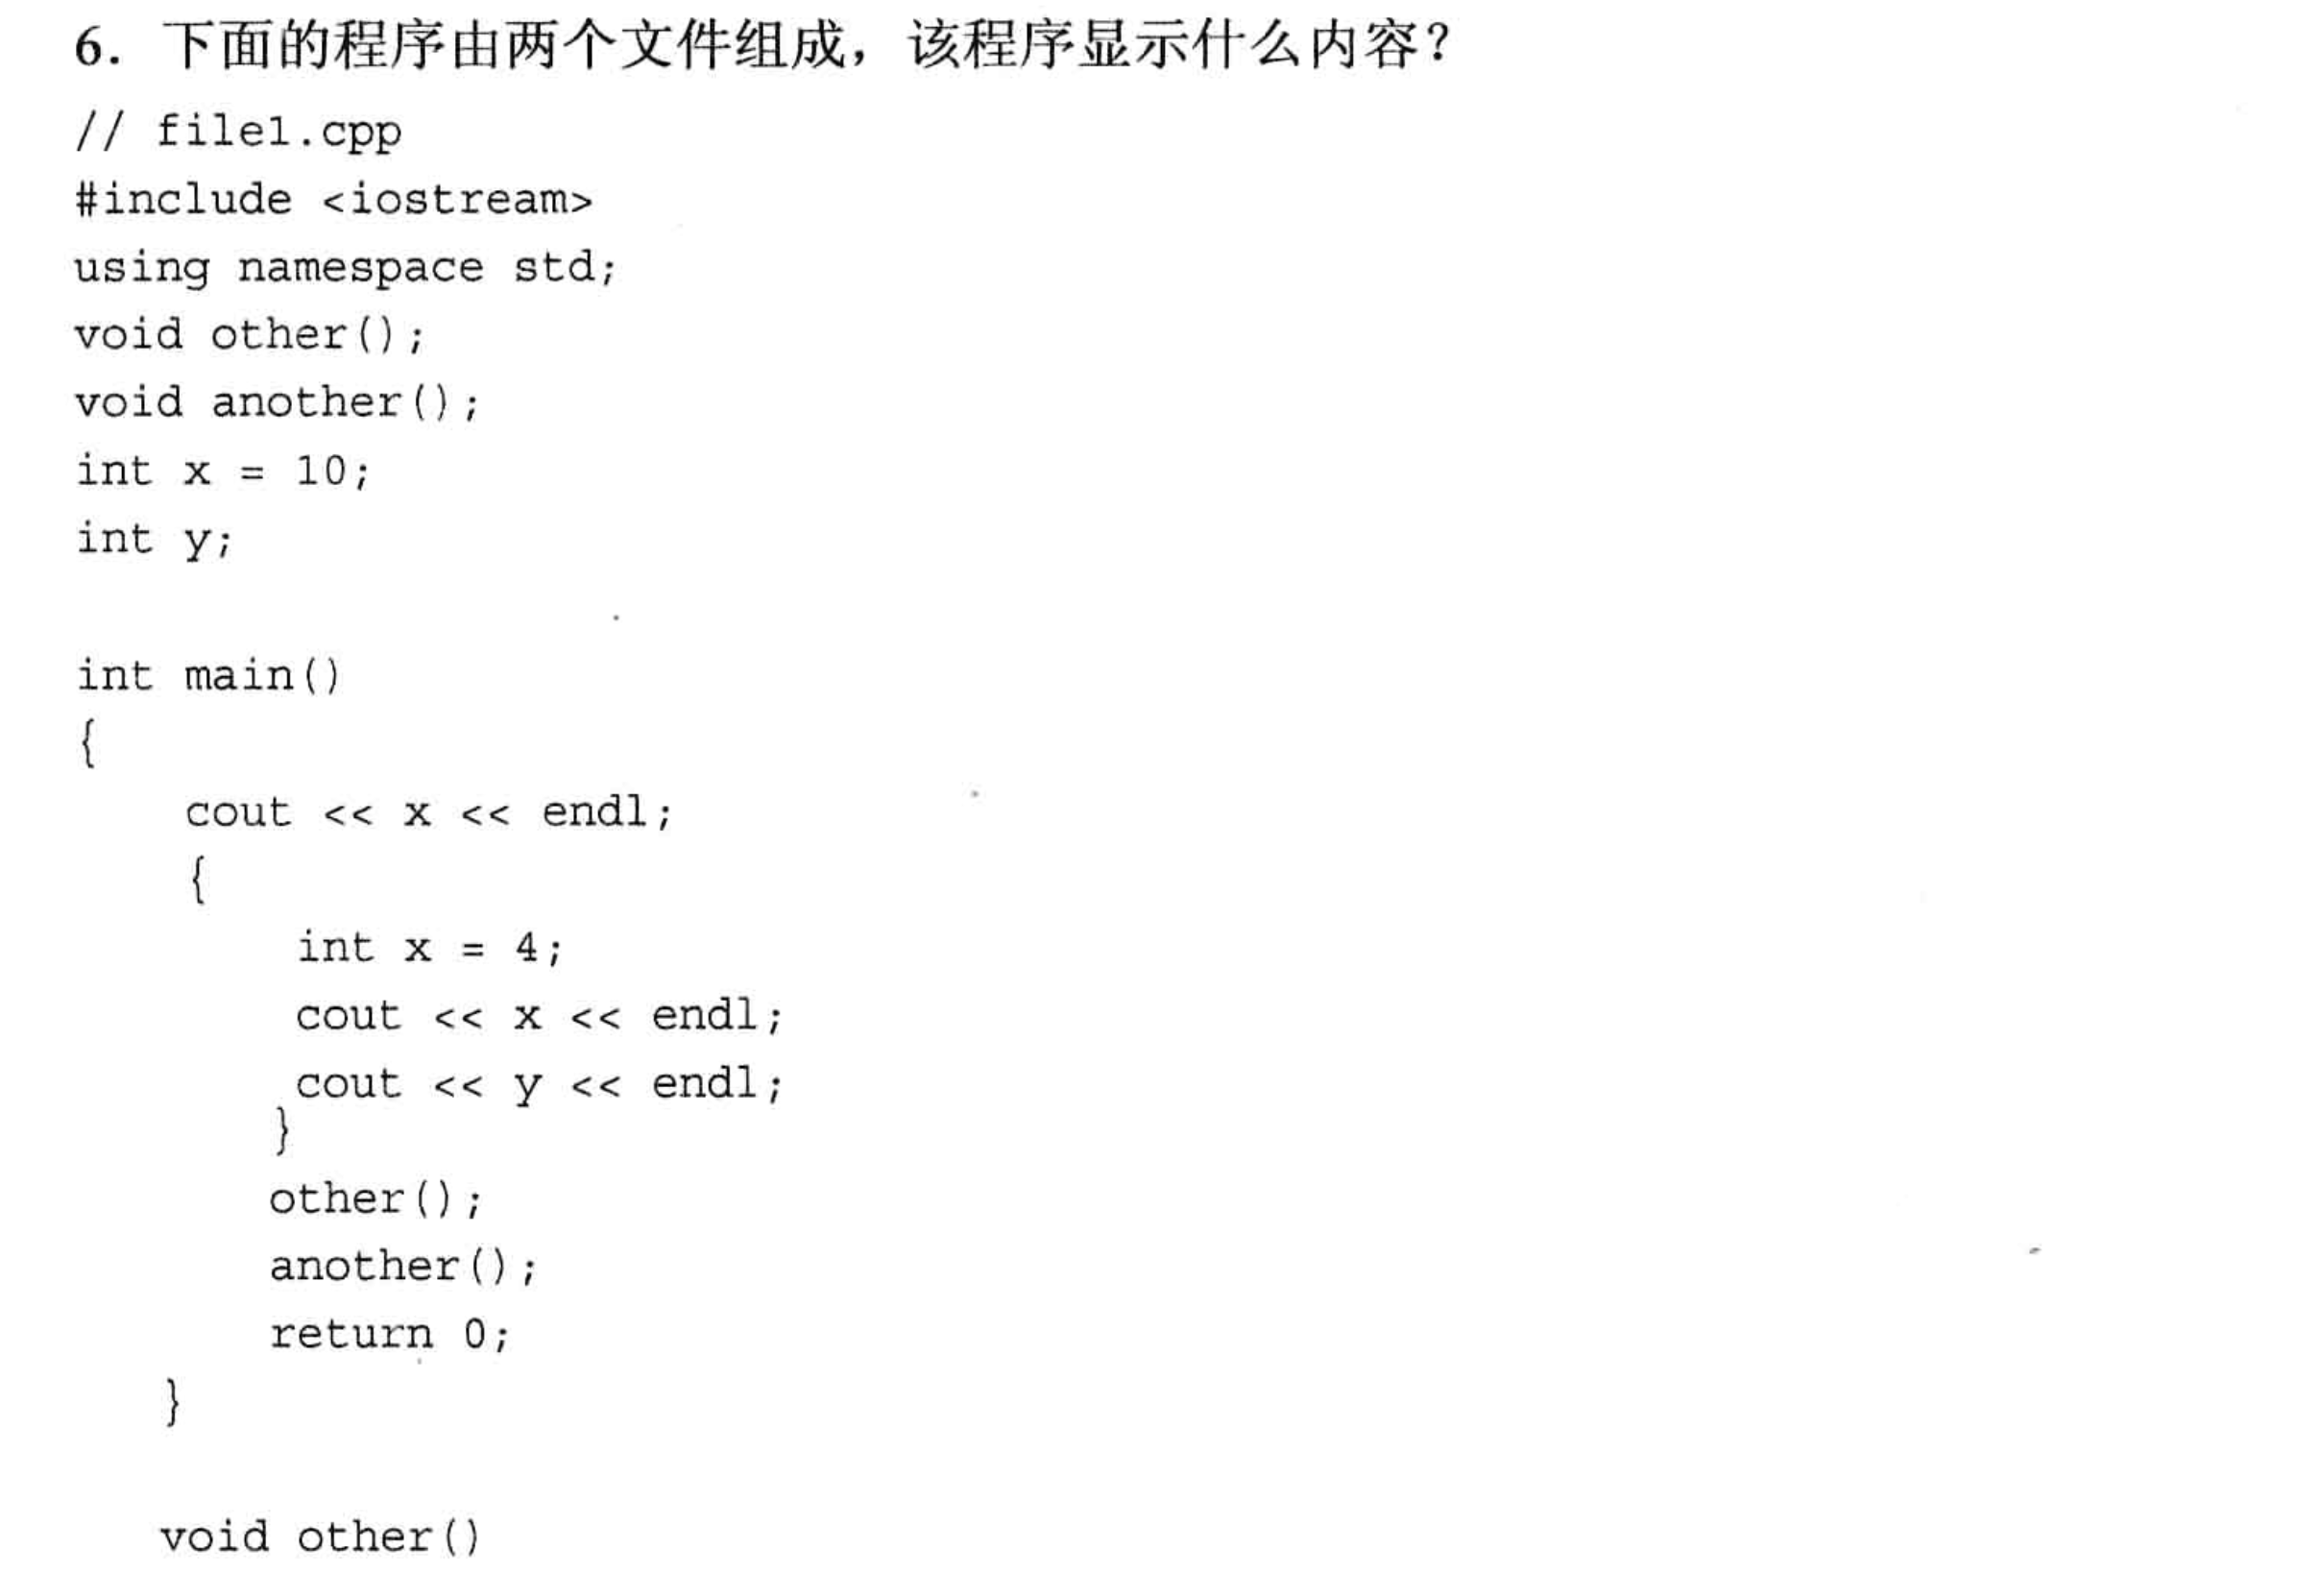 6. 下面的程序由两个文件组成，该程序显示什么内容？
// file1.cpp
#include <iostream>
using namespace std;
void other();
void another();
int x = 10;
int y;
int main()
{
cout << x << endl;
{
int x = 4;
cout << x << endl;
cout << y << endl;
}
other();
another();
return 0;
}
void other()